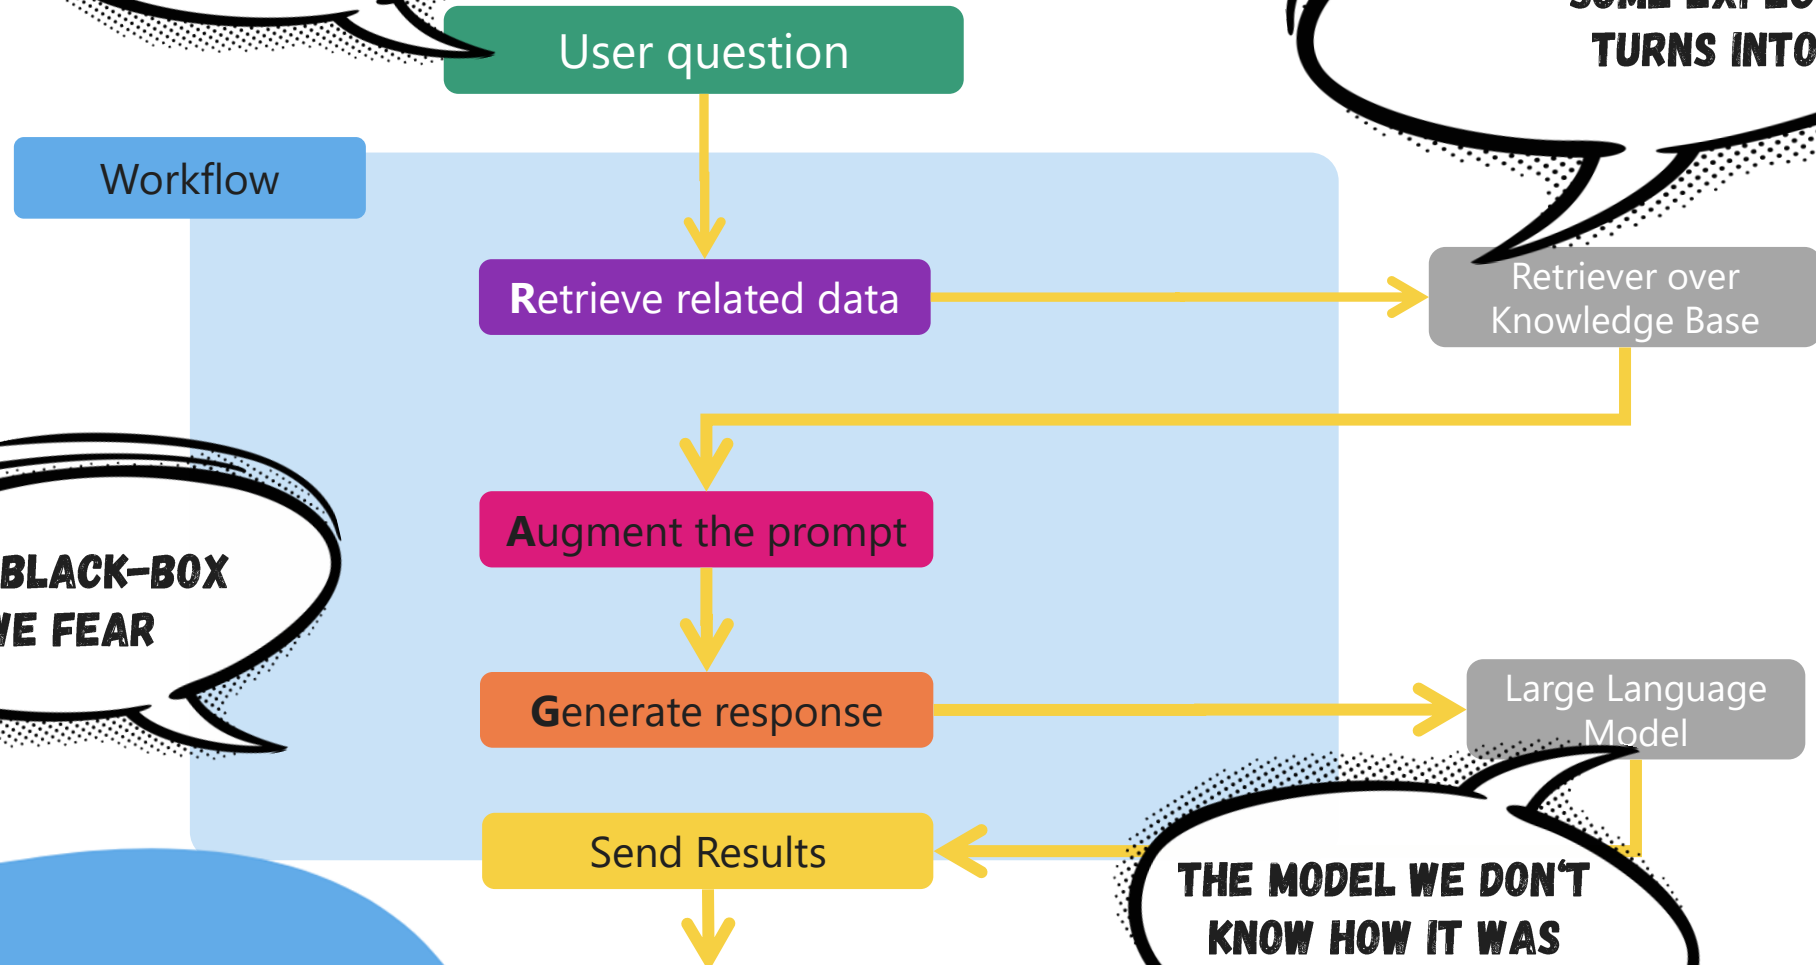 TURNS INTO
User question
Workflow
Retrieve related data
Retriever over
Knowledge Base
Augment the prompt
BLACK-BOX
WE FEAR
Generate response
Large Language
Model
Send Results
THE MODEL WE DON'T
KNOW HOW IT WAS